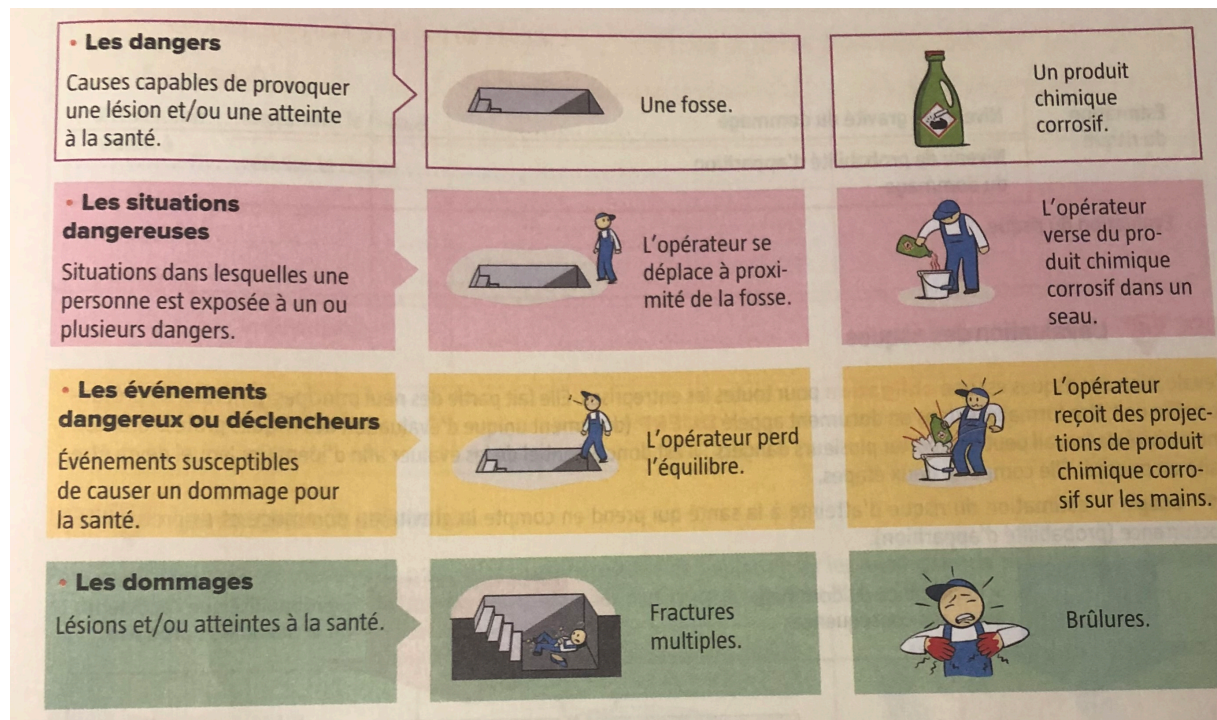 • Les dangers
Causes capables de provoquer
une lésion et/ou une atteinte
à la santé.
Une fosse.
Un produit
chimique
corrosif.
• Les situations
dangereuses
Situations dans lesquelles une
personne est exposée à un ou
plusieurs dangers.
L'opérateur se
déplace à proxi-
mité de la fosse.
L'opérateur
verse du pro-
duit chimique
corrosif dans un
seau.
• Les événements
dangereux ou déclencheurs
Événements susceptibles
de causer un dommage pour
la santé.
L'opérateur perd
l'équilibre.
L'opérateur
reçoit des projec-
tions de produit
chimique corro-
sif sur les mains.
• Les dommages
Lésions et/ou atteintes à la santé.
Fractures
multiples.
Brûlures.